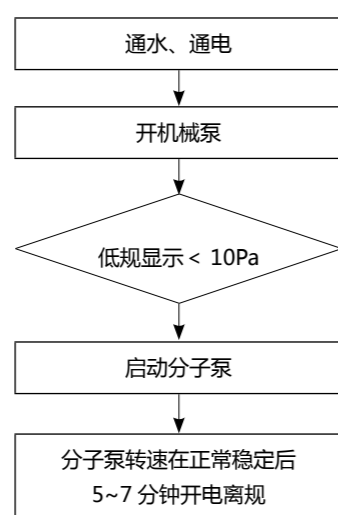 通水、通电
开机械泵
低规显示< 10Pa
启动分子泵
分子泵转速在正常稳定后
5~7 分钟开电离规